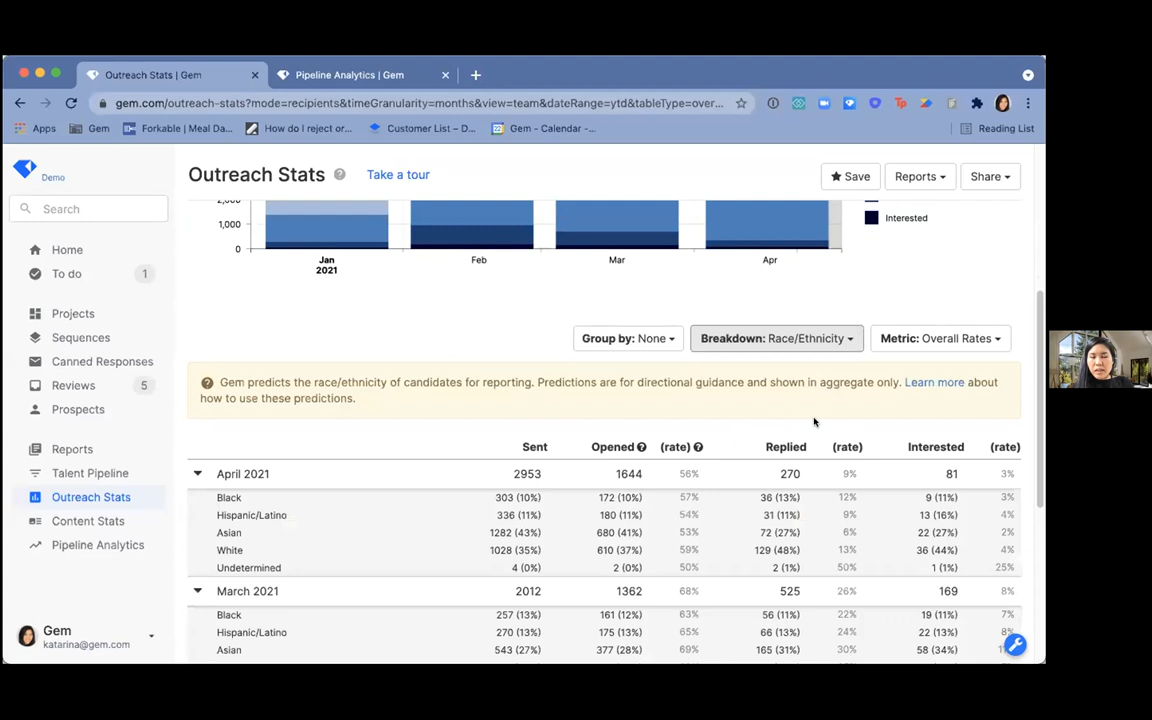 Outreach Stats | Gem
Pipeline Analytics | Gem
gem.com/outreach-stats?mode=recipients&timeGranularity=months&view=team&dateRange=ytd&tableType=over...
Apps Gem Forkable | Meal Da... How do I reject or... Customer List – D... Gem - Calendar -... Reading List
Demo
Search
Home
To do 1
Projects
Sequences
Canned Responses
Reviews 5
Prospects
Reports
Talent Pipeline
Outreach Stats
Content Stats
Pipeline Analytics
Gem
katarina@gem.com
Outreach Stats Take a tour Save Reports Share
2,000
1,000
0
Jan
2021
Feb
Mar
Apr
Interested
Group by: None Breakdown: Race/Ethnicity Metric: Overall Rates
Gem predicts the race/ethnicity of candidates for reporting. Predictions are for directional guidance and shown in aggregate only. Learn more about
how to use these predictions.
Sent Opened (rate) Replied (rate) Interested (rate)
April 2021 2953 1644 56% 270 9% 81 3%
Black 303 (10%) 172 (10%) 57% 36 (13%) 12% 9 (11%) 3%
Hispanic/Latino 336 (11%) 180 (11%) 54% 31 (11%) 9% 13 (16%) 4%
Asian 1282 (43%) 680 (41%) 53% 72 (27%) 6% 22 (27%) 2%
White 1028 (35%) 610 (37%) 59% 129 (48%) 13% 36 (44%) 4%
Undetermined 4 (0%) 2 (0%) 50% 2 (1%) 50% 1 (1%) 25%
March 2021 2012 1362 68% 525 26% 169 8%
Black 257 (13%) 161 (12%) 63% 56 (11%) 22% 19 (11%) 7%
Hispanic/Latino 270 (13%) 175 (13%) 65% 66 (13%) 24% 22 (13%) 8%
Asian 543 (27%) 377 (28%) 69% 165 (31%) 30% 58 (34%)